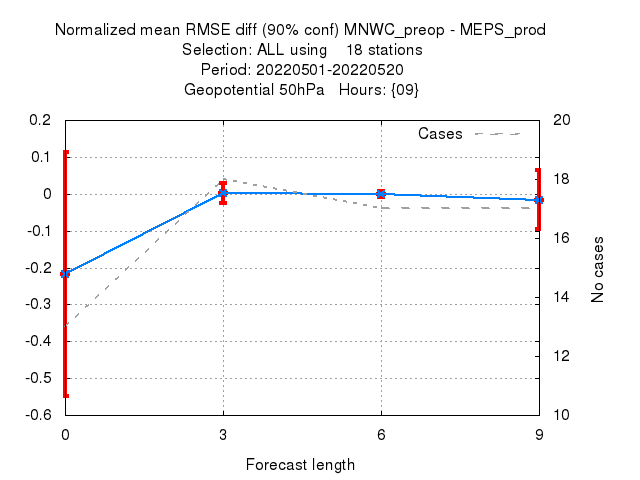 Normalized mean RMSE diff (90% conf) MNWC_preop - MEPS_prod
Selection: ALL using    18 stations
Period: 20220501-20220520
Geopotential 50hPa   Hours: {09}
Cases
0.2
0.1
0
-0.1
-0.2
-0.3
-0.4
-0.5
-0.6
20
18
16
14
12
10
No cases
0 3 6 9
Forecast length